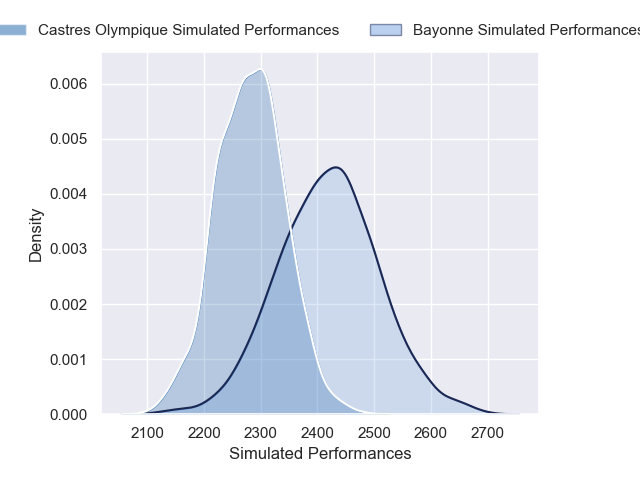 Castres Olympique Simulated Performances
Bayonne Simulated Performances
0.006
0.005
0.004
0.003
0.002
0.001
0.000
Density
2100 2200 2300 2400 2500 2600 2700
Simulated Performances